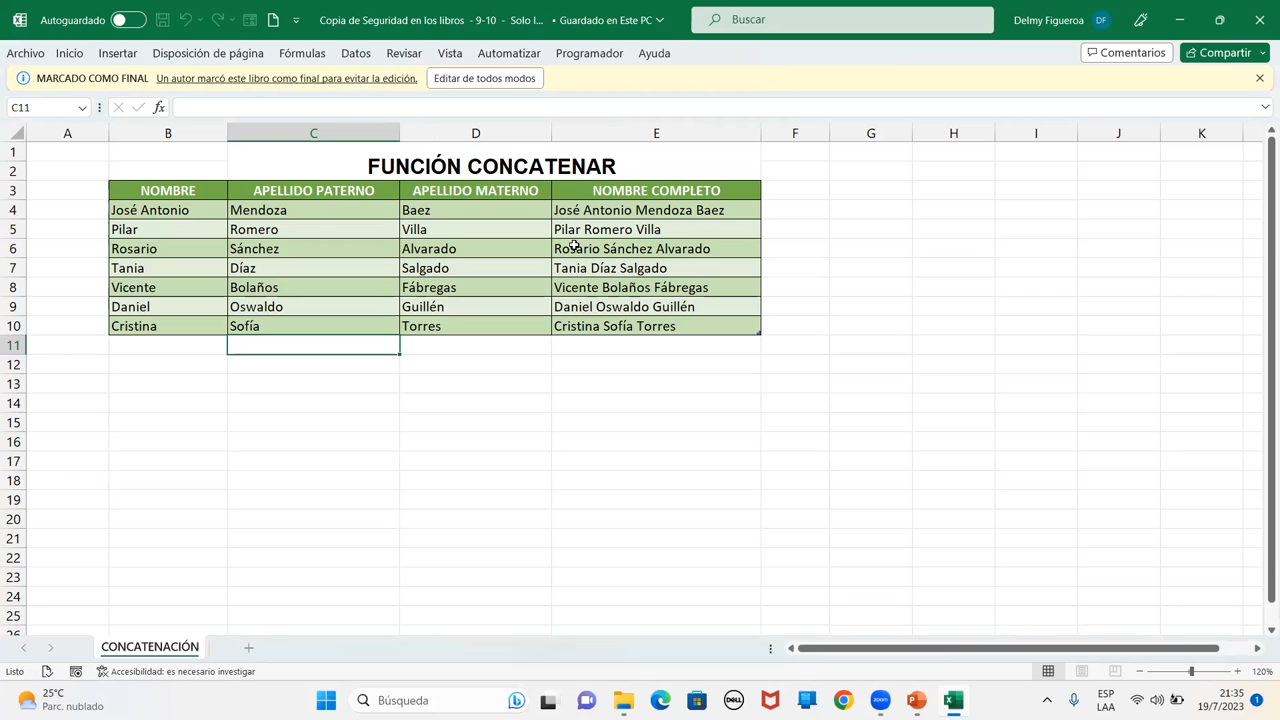 Autoguardado
Copia de Seguridad en los libros - 9-10 - Solo l... • Guardado en Este PC
Buscar
Delmy Figueroa
DF
Archivo Inicio Insertar Disposición de página Fórmulas Datos Revisar Vista Automatizar Programador Ayuda
Comentarios
Compartir
MARCADO COMO FINAL Un autor marcó este libro como final para evitar la edición. Editar de todos modos
C11
fx
A B C D E F G H I J K
1
2 FUNCIÓN CONCATENAR
3 NOMBRE APELLIDO PATERNO APELLIDO MATERNO NOMBRE COMPLETO
4 José Antonio Mendoza Baez José Antonio Mendoza Baez
5 Pilar Romero Villa Pilar Romero Villa
6 Rosario Sánchez Alvarado Rosario Sánchez Alvarado
7 Tania Díaz Salgado Tania Díaz Salgado
8 Vicente Bolaños Fábregas Vicente Bolaños Fábregas
9 Daniel Oswaldo Guillén Daniel Oswaldo Guillén
10 Cristina Sofía Torres Cristina Sofía Torres
11
12
13
14
15
16
17
18
19
20
21
22
23
24
25
26
CONCATENACIÓN
Listo
Accesibilidad: es necesario investigar
120%
25°C
Parc. nublado
Búsqueda
DELL
zoom
ESP
LAA
21:35
19/7/2023
1